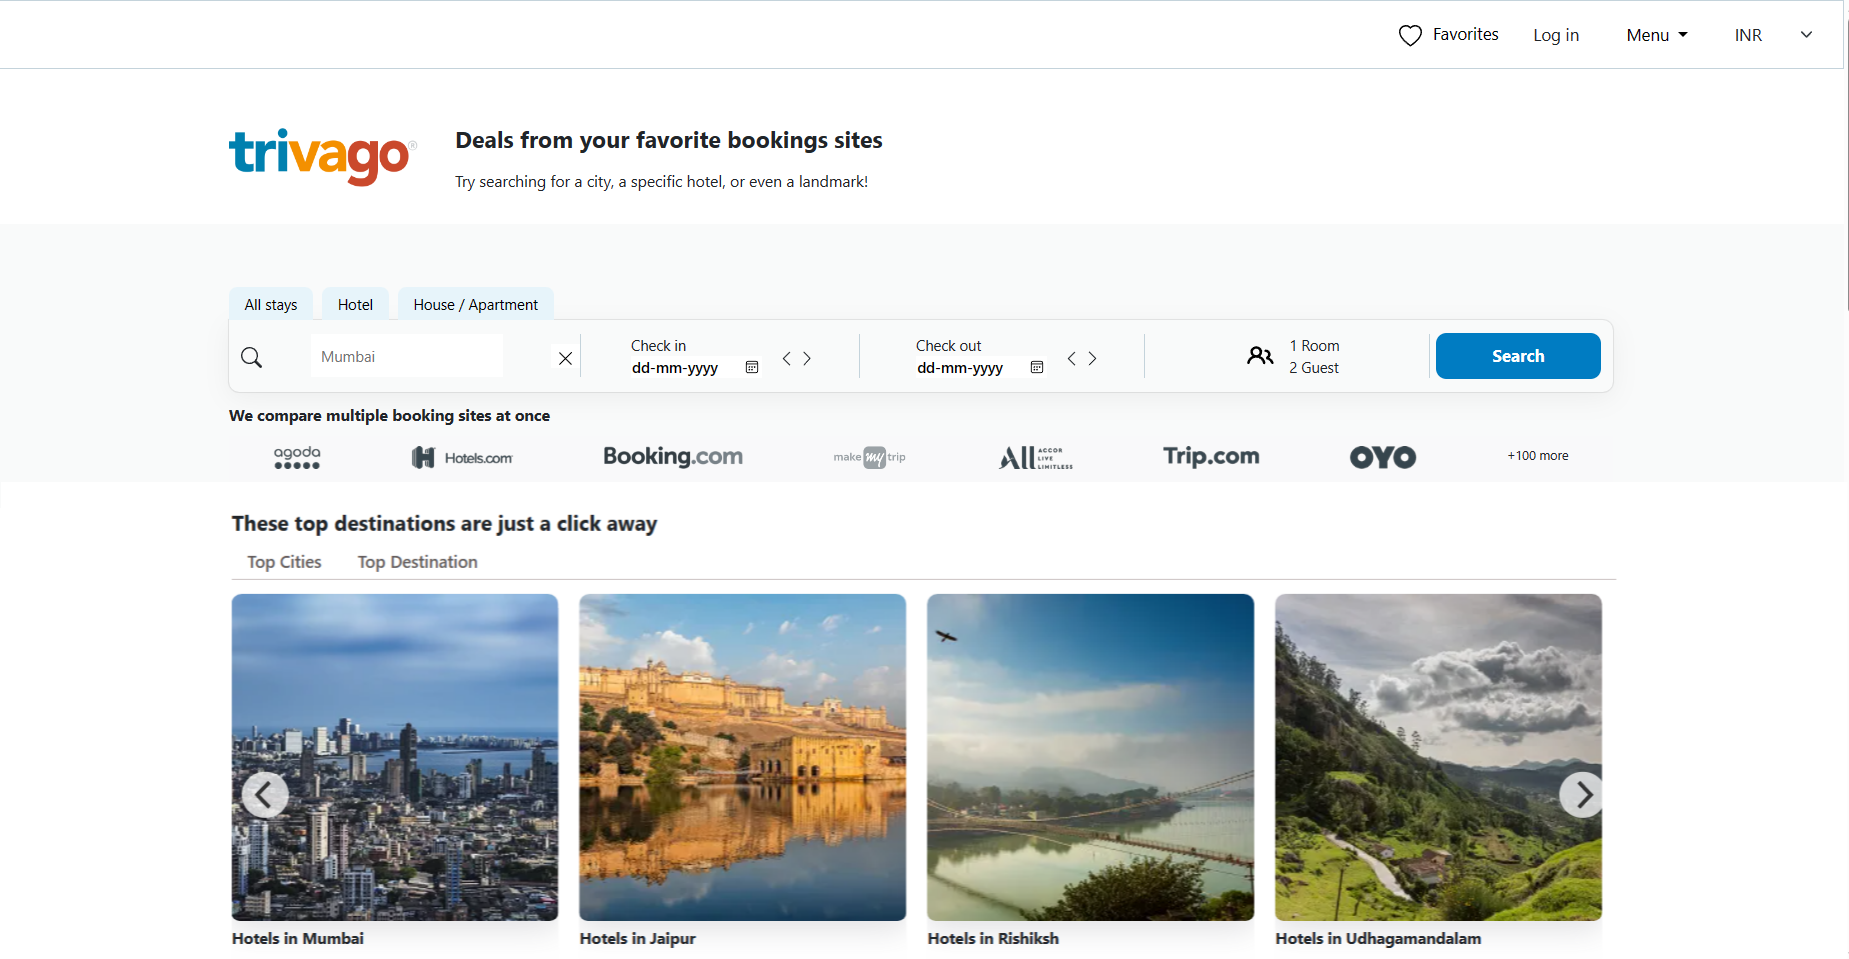 Favorites
Log in
Menu
INR
trivago®
Deals from your favorite bookings sites
Try searching for a city, a specific hotel, or even a landmark!
All stays
Hotel
House / Apartment
Mumbai
Check in
dd-mm-yyyy
Check out
dd-mm-yyyy
1 Room
2 Guest
Search
We compare multiple booking sites at once
agoda
Hotels.com
Booking.com
make my trip
All ACCOR LIVE LIMITLESS
Trip.com
OYO
+100 more
These top destinations are just a click away
Top Cities
Top Destination
Hotels in Mumbai
Hotels in Jaipur
Hotels in Rishiksh
Hotels in Udhagamandalam